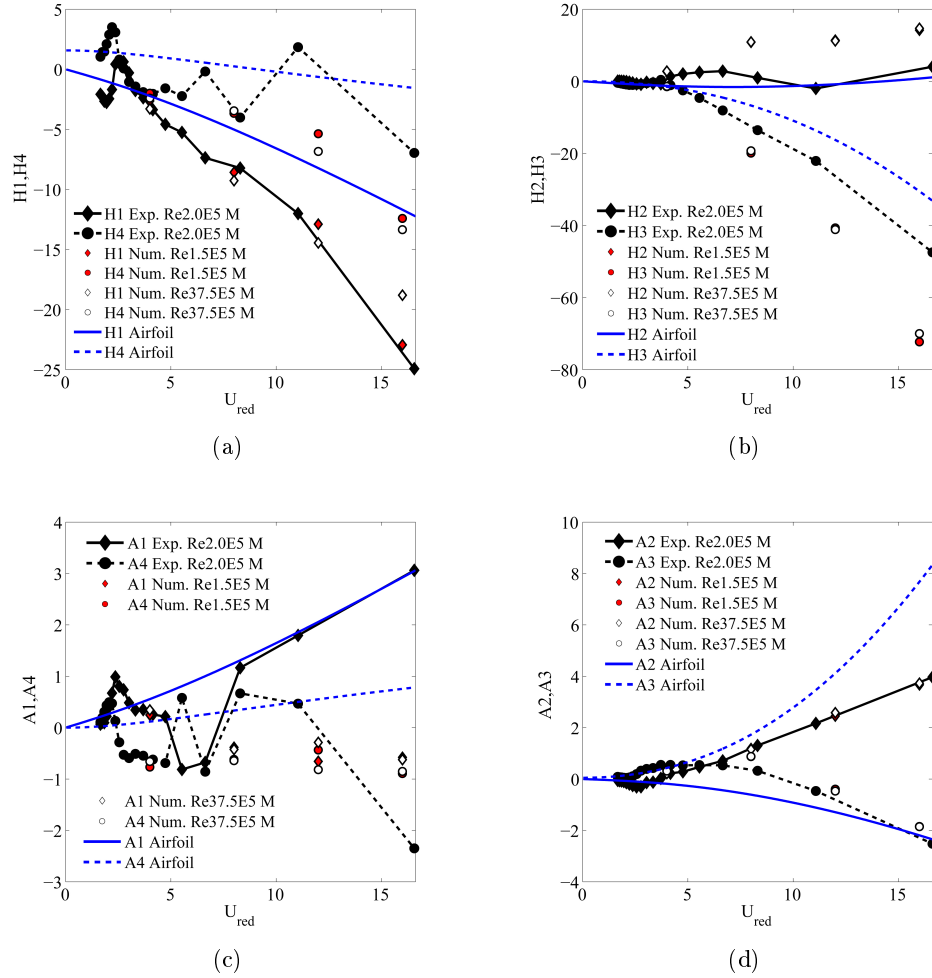 5
0
−5
−10
−15
−20
−25
0
5
10
15
H1,H4
U_red
H1 Exp. Re2.0E5 M
H4 Exp. Re2.0E5 M
H1 Num. Re1.5E5 M
H4 Num. Re1.5E5 M
H1 Num. Re37.5E5 M
H4 Num. Re37.5E5 M
H1 Airfoil
H4 Airfoil
(a)
20
0
−20
−40
−60
−80
0
5
10
15
H2,H3
U_red
H2 Exp. Re2.0E5 M
H3 Exp. Re2.0E5 M
H2 Num. Re1.5E5 M
H3 Num. Re1.5E5 M
H2 Num. Re37.5E5 M
H3 Num. Re37.5E5 M
H2 Airfoil
H3 Airfoil
(b)
4
3
2
1
0
−1
−2
−3
0
5
10
15
A1,A4
U_red
A1 Exp. Re2.0E5 M
A4 Exp. Re2.0E5 M
A1 Num. Re1.5E5 M
A4 Num. Re1.5E5 M
A1 Num. Re37.5E5 M
A4 Num. Re37.5E5 M
A1 Airfoil
A4 Airfoil
(c)
10
8
6
4
2
0
−2
−4
0
5
10
15
A2,A3
U_red
A2 Exp. Re2.0E5 M
A3 Exp. Re2.0E5 M
A2 Num. Re1.5E5 M
A3 Num. Re1.5E5 M
A2 Num. Re37.5E5 M
A3 Num. Re37.5E5 M
A2 Airfoil
A3 Airfoil
(d)